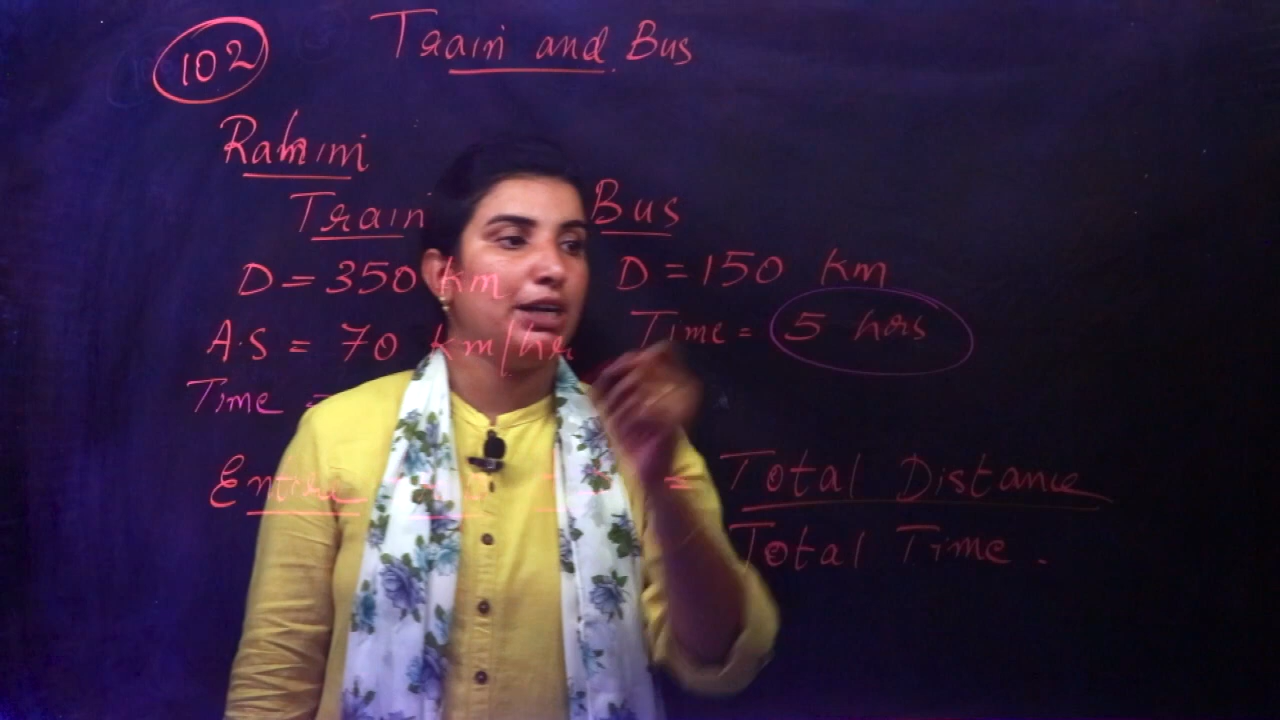 102
Train and Bus
Rahim
Train Bus
D = 350 km D = 150 km
A.S = 70 km/hr Time = 5 hrs
Time =
Entire = Total Distance
Total Time .